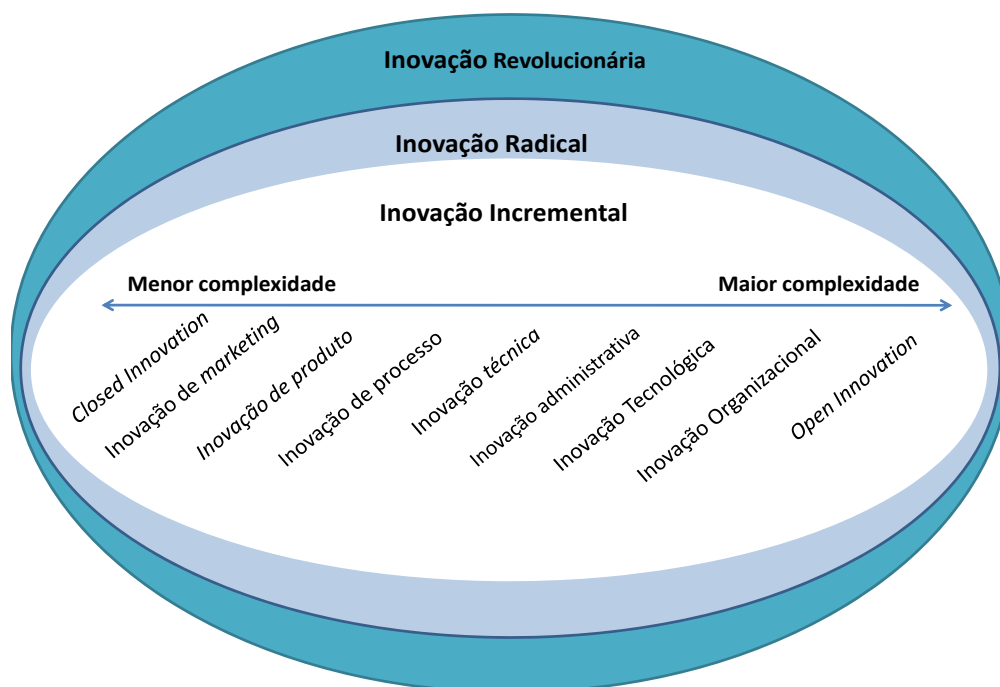 Inovação Revolucionária
Inovação Radical
Inovação Incremental
Menor complexidade
Maior complexidade
Closed Innovation
Inovação de marketing
Inovação de produto
Inovação de processo
Inovação técnica
Inovação administrativa
Inovação Tecnológica
Inovação Organizacional
Open Innovation